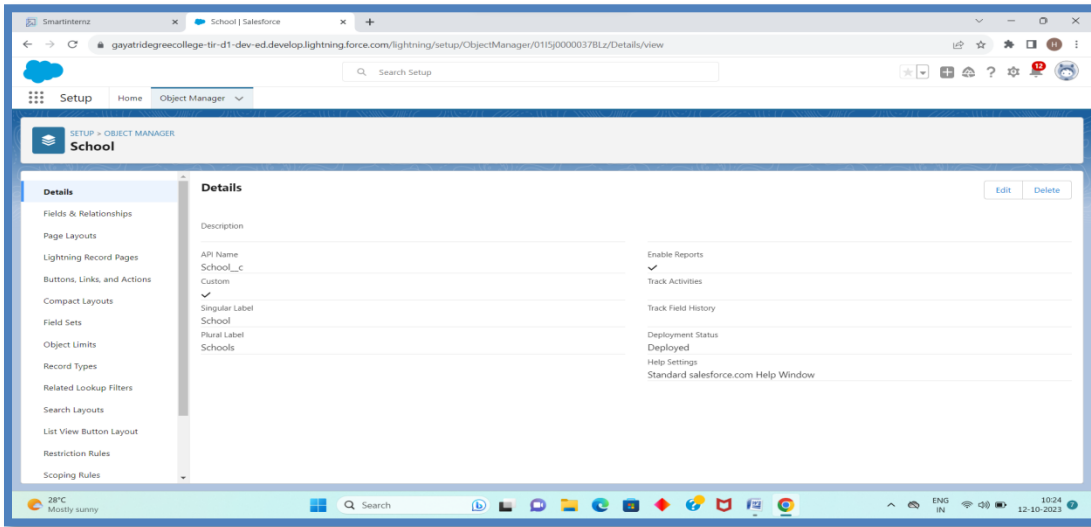 Smartinternz
School | Salesforce
gayatridegreecollege-tir-d1-dev-ed.develop.lightning.force.com/lightning/setup/ObjectManager/01I5j0000037BLz/Details/view
H
Search Setup
12
Setup Home Object Manager
SETUP > OBJECT MANAGER
School
Details
Fields & Relationships
Page Layouts
Lightning Record Pages
Buttons, Links, and Actions
Compact Layouts
Field Sets
Object Limits
Record Types
Related Lookup Filters
Search Layouts
List View Button Layout
Restriction Rules
Scoping Rules
Details
Edit Delete
Description
API Name
School__c
Custom
Singular Label
School
Plural Label
Schools
Enable Reports
Track Activities
Track Field History
Deployment Status
Deployed
Help Settings
Standard salesforce.com Help Window
28°C
Mostly sunny
Search
ENG
IN
10:24
12-10-2023